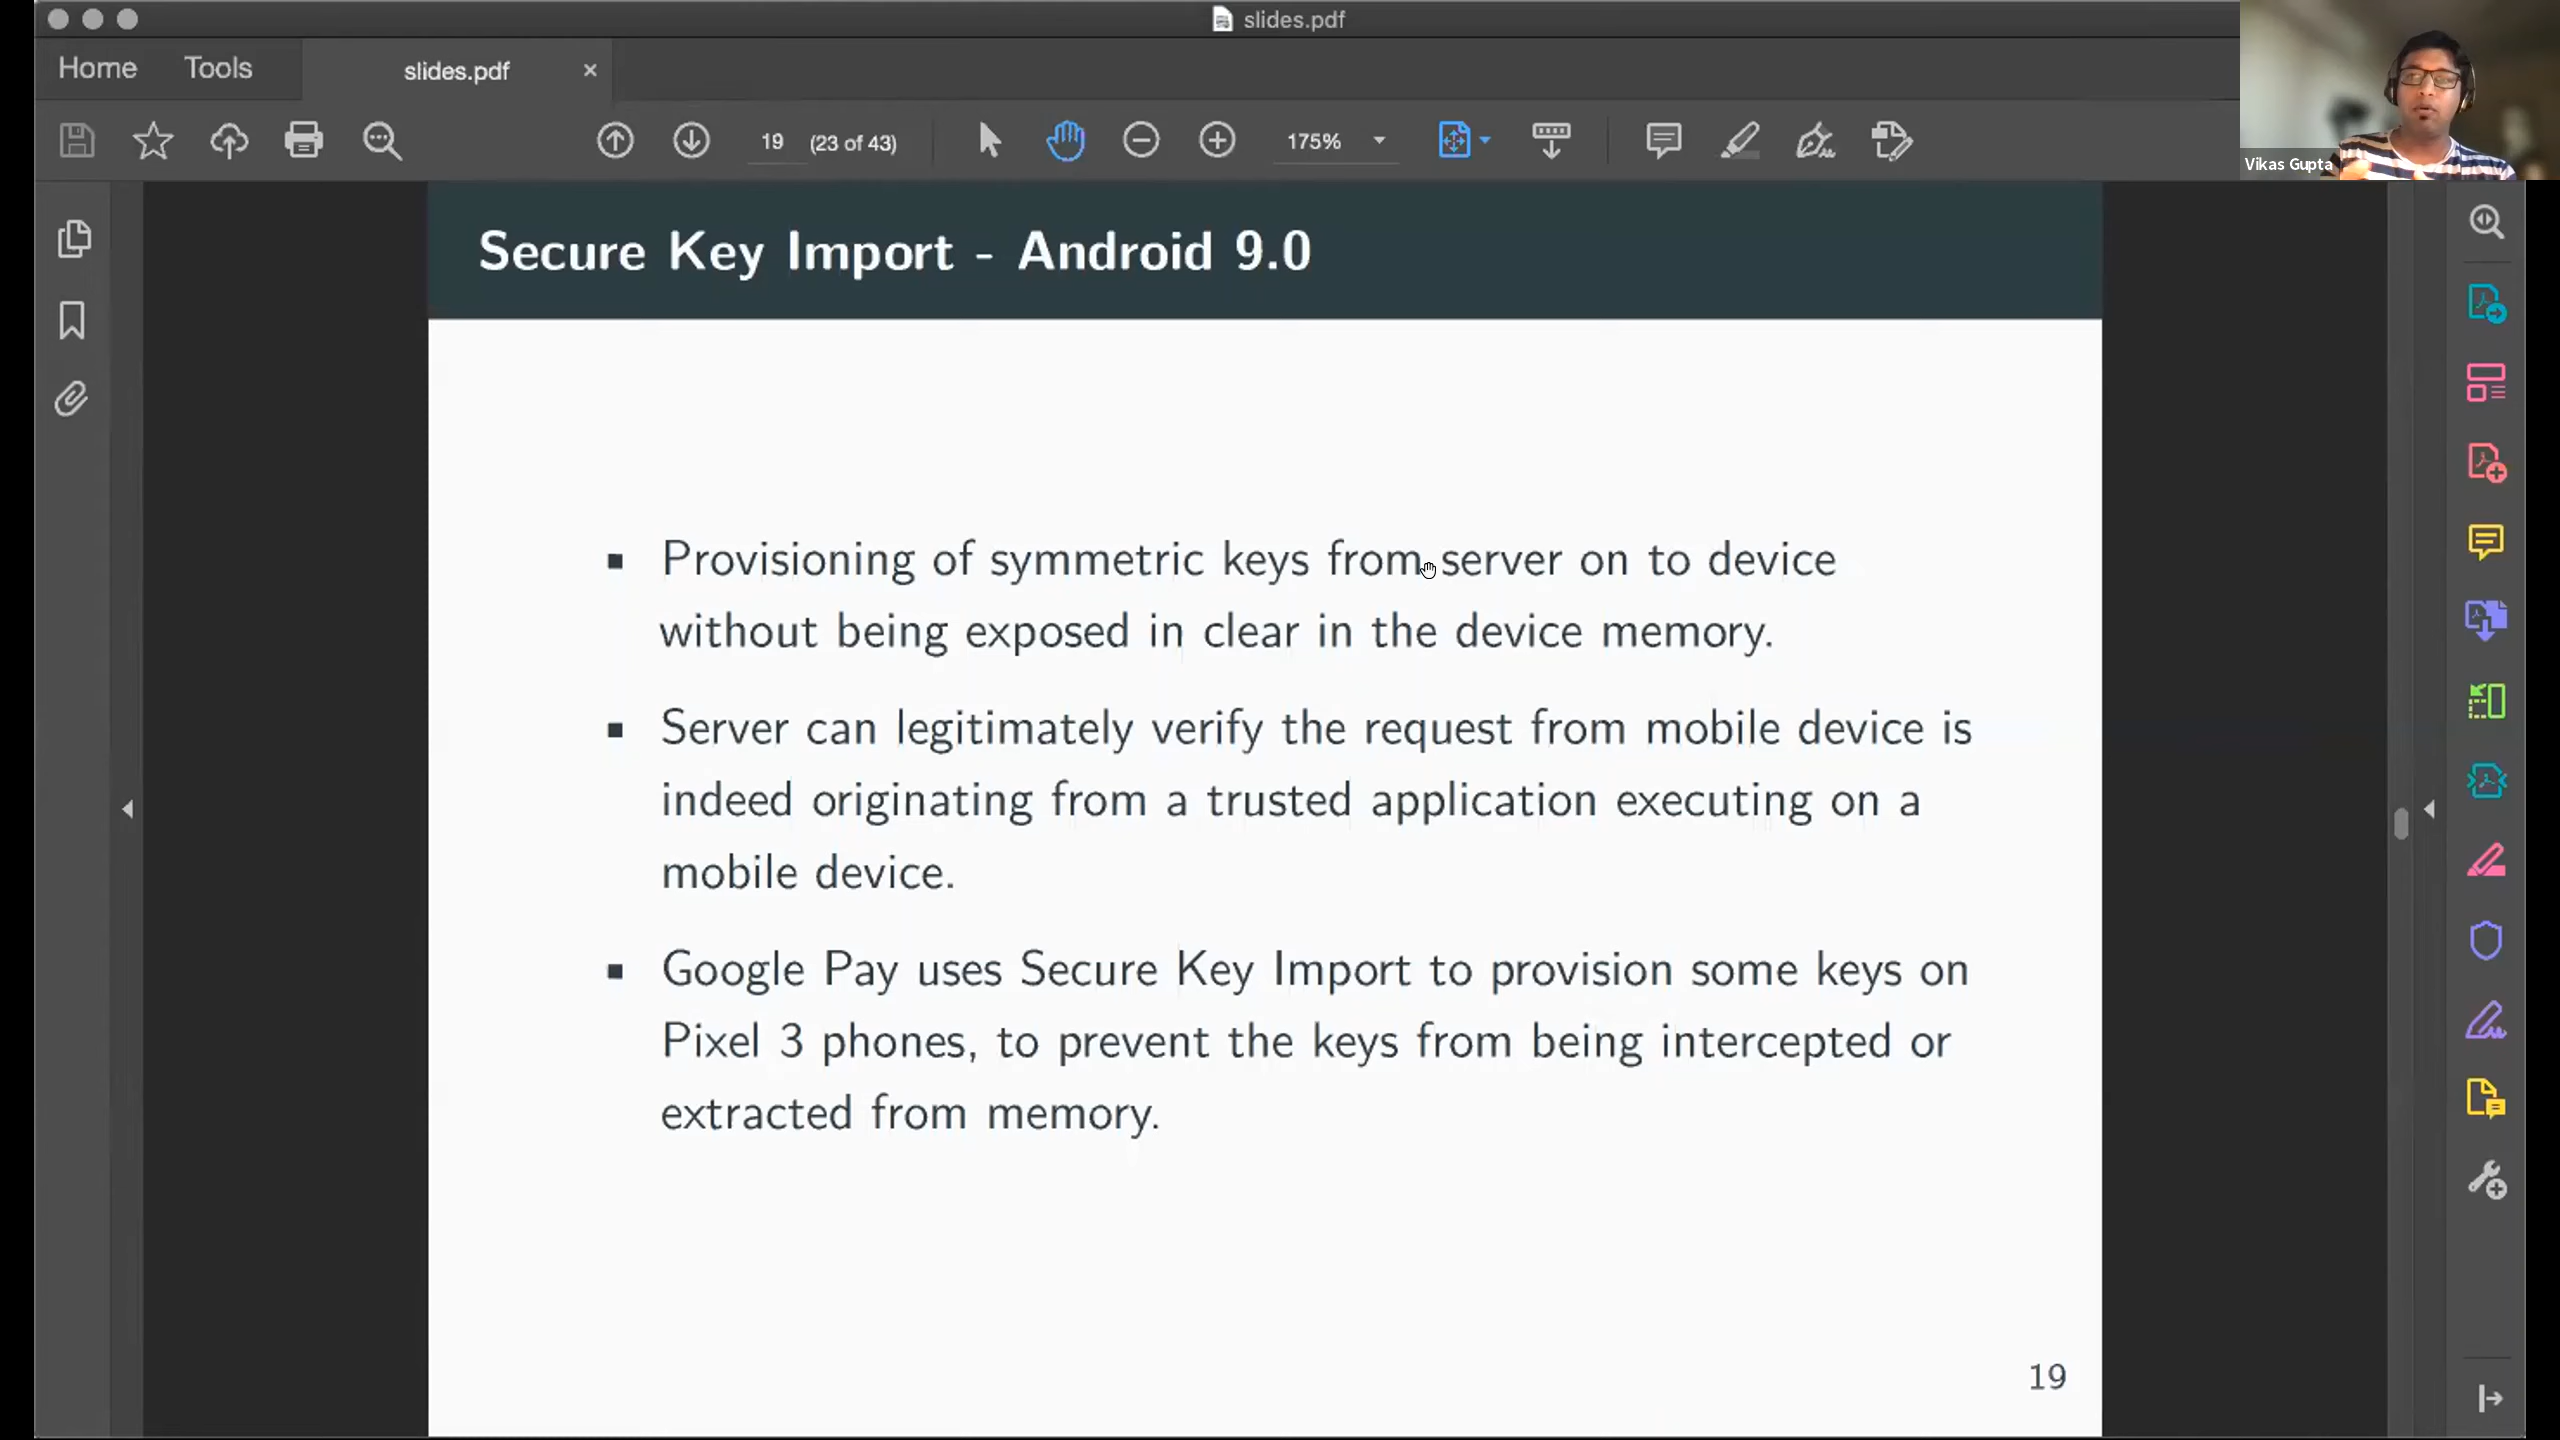 slides.pdf
Home Tools slides.pdf
19 (23 of 43) 175%
Vikas Gupta
Secure Key Import - Android 9.0
Provisioning of symmetric keys from server on to device
without being exposed in clear in the device memory.
Server can legitimately verify the request from mobile device is
indeed originating from a trusted application executing on a
mobile device.
Google Pay uses Secure Key Import to provision some keys on
Pixel 3 phones, to prevent the keys from being intercepted or
extracted from memory.
19